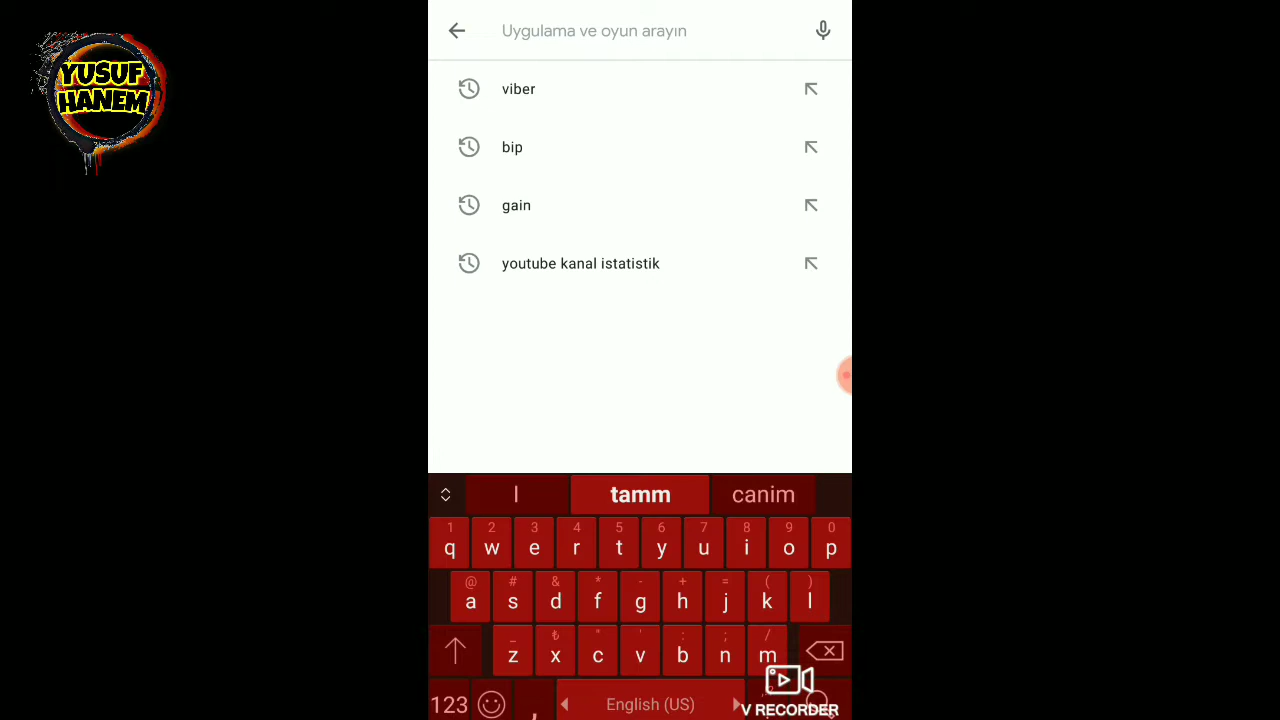 YUSUF
HANEM
Uygulama ve oyun arayın
viber
bip
gain
youtube kanal istatistik
l tamm canim
1 2 3 4 5 6 7 8 9 0
q w e r t y u i o p
@ # & * - + = ( )
a s d f g h j k l
_ ₺ " ' : ; /
z x c v b n m
123 , English (US)
V RECORDER